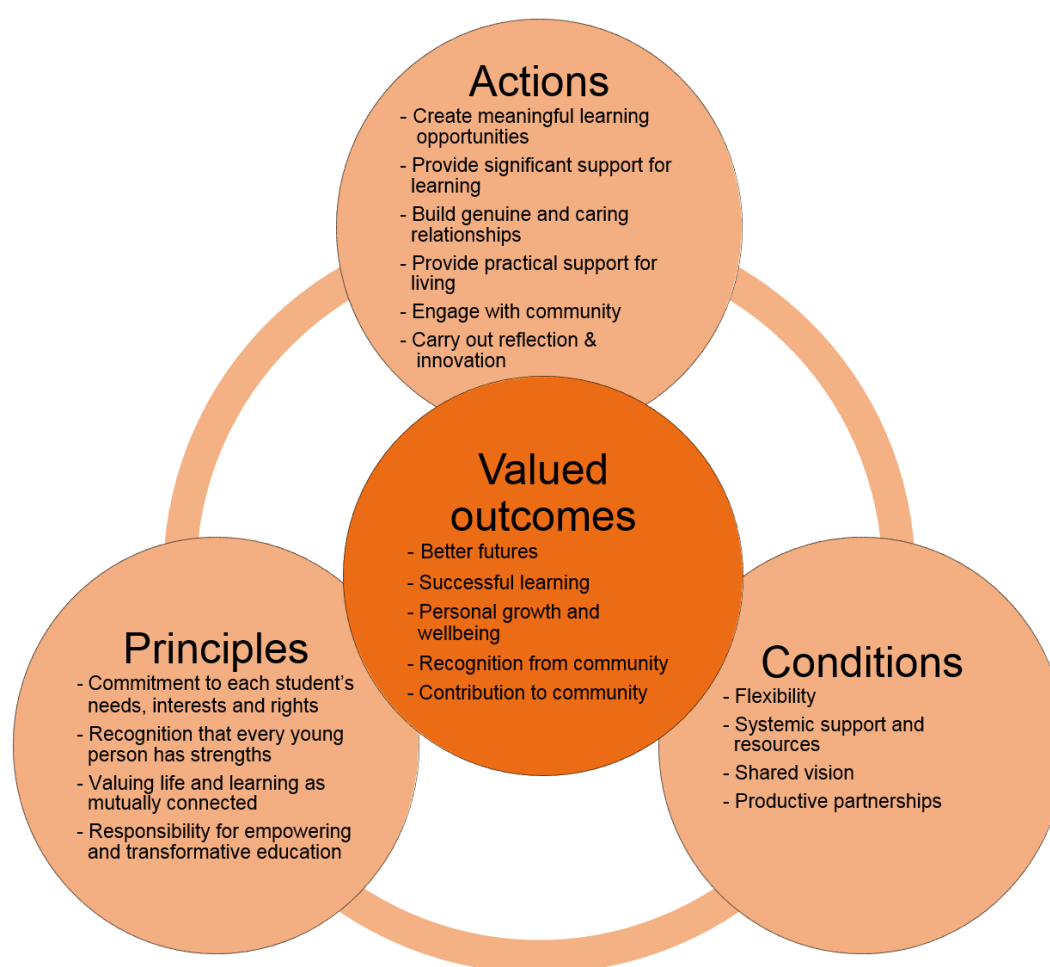 Actions
- Create meaningful learning
opportunities
- Provide significant support for
learning
- Build genuine and caring
relationships
- Provide practical support for
living
- Engage with community
- Carry out reflection &
innovation
Valued
outcomes
- Better futures
- Successful learning
- Personal growth and
wellbeing
- Recognition from community
- Contribution to community
Principles
- Commitment to each student’s
needs, interests and rights
- Recognition that every young
person has strengths
- Valuing life and learning as
mutually connected
- Responsibility for empowering
and transformative education
Conditions
- Flexibility
- Systemic support and
resources
- Shared vision
- Productive partnerships